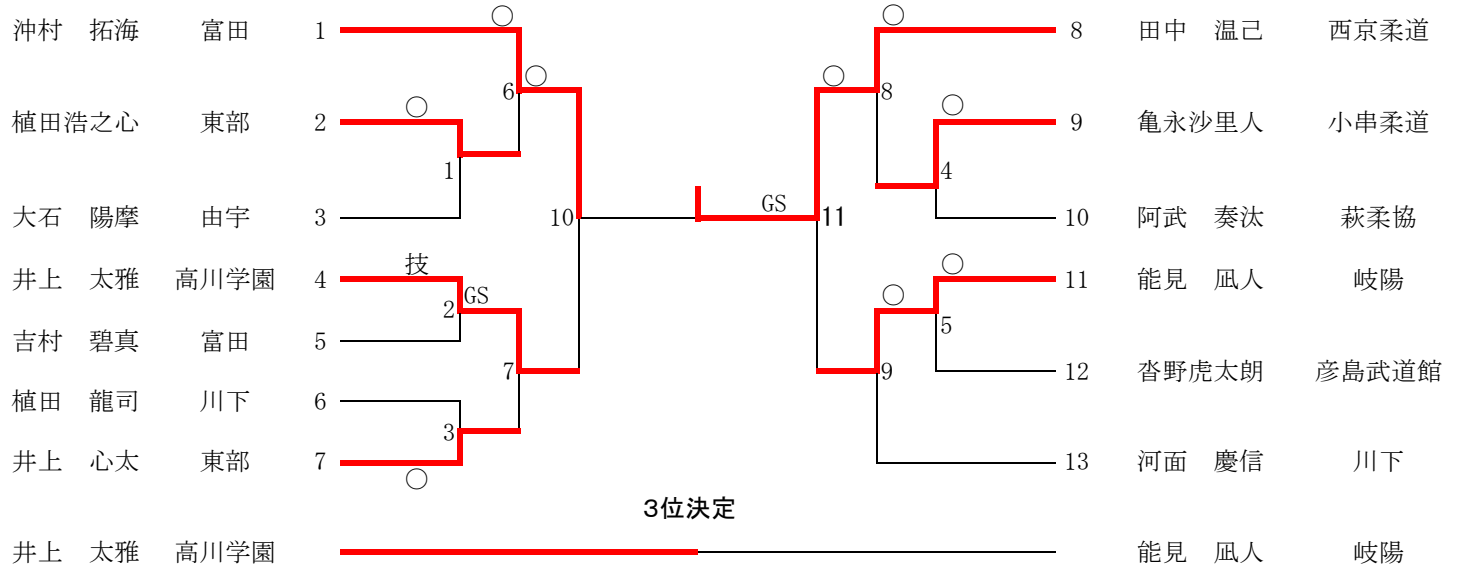 沖村　拓海　富田　1
植田浩之心　東部　2
大石　陽摩　由宇　3
井上　太雅　高川学園　4
吉村　碧真　富田　5
植田　龍司　川下　6
井上　心太　東部　7
○
○
6
○
1
10
技
GS
2
7
3
○
GS
11
○
○
8
○
4
○
○
5
9
8　田中　温己　西京柔道
9　亀永沙里人　小串柔道
10　阿武　奏汰　萩柔協
11　能見　凪人　岐陽
12　沓野虎太朗　彦島武道館
13　河面　慶信　川下
3位決定
井上　太雅　高川学園　能見　凪人　岐陽